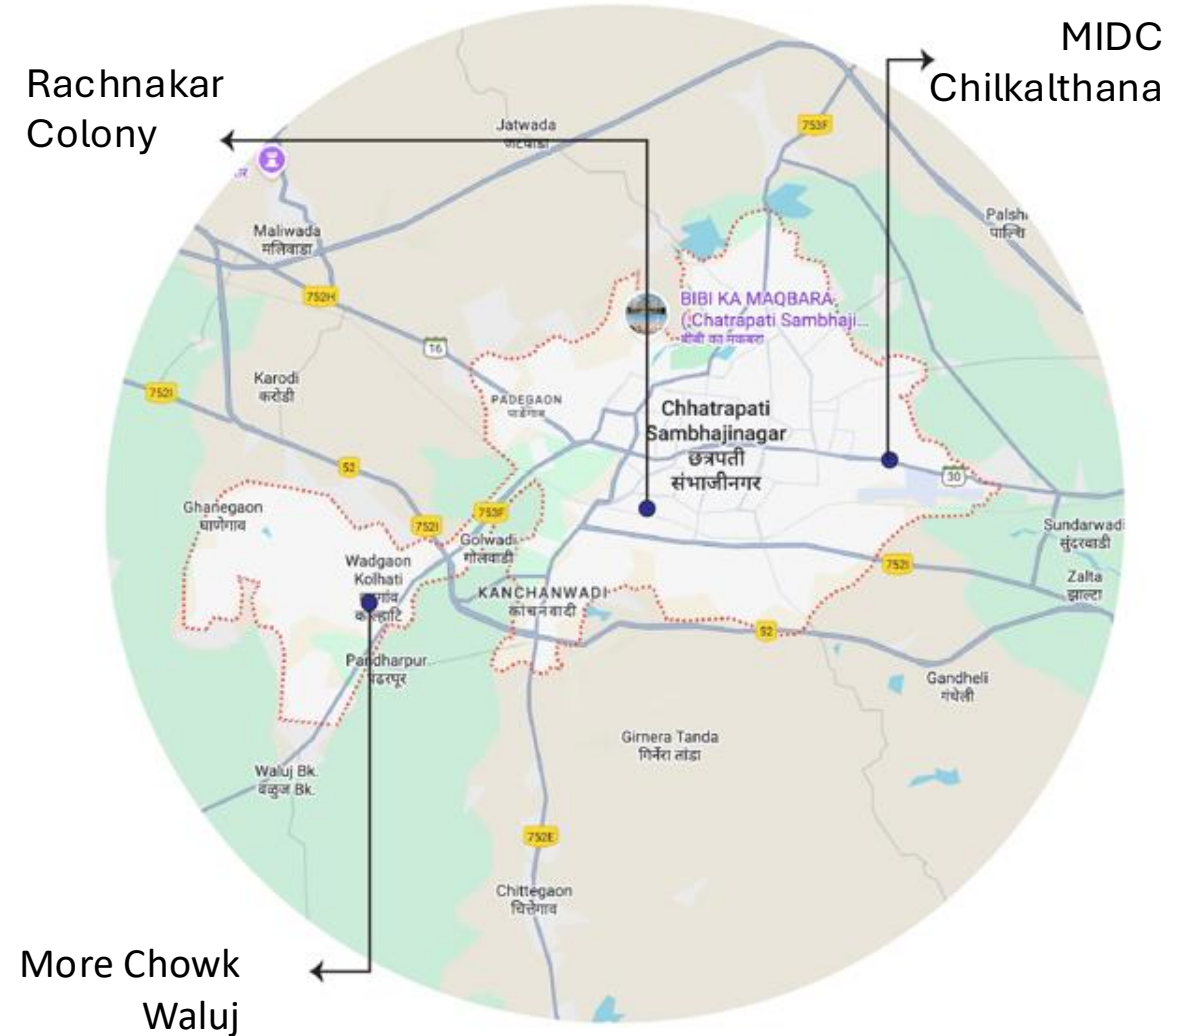 MIDC
Chilkalthana
Rachnakar
Colony
Jatwada
जटवाडा
753F
Palshi
पाल्शि
Maliwada
मलिवाडा
752H
BIBI KA MAQBARA,
(,Chatrapati Sambhaji...
बीबी का मकबरा
16
Karodi
करोडी
752I
PADEGAON
पाडेगाव
Chhatrapati
Sambhajinagar
छत्रपती
संभाजीनगर
52
30
Ghanegaon
घाणेगाव
753F
752I
Sundarwadi
सुंदरवाडी
Golwadi
गोलवाडी
Wadgaon
Kolhati
752I
Zalta
झाल्टा
KANCHANWADI
कांचनवाडी
52
Pandharpur
पंढरपूर
Gandheli
गंधेली
Girnera Tanda
गिर्नेरा तांडा
Waluj Bk.
वळुज Bk.
752E
Chittegaon
चित्तेगाव
More Chowk
Waluj